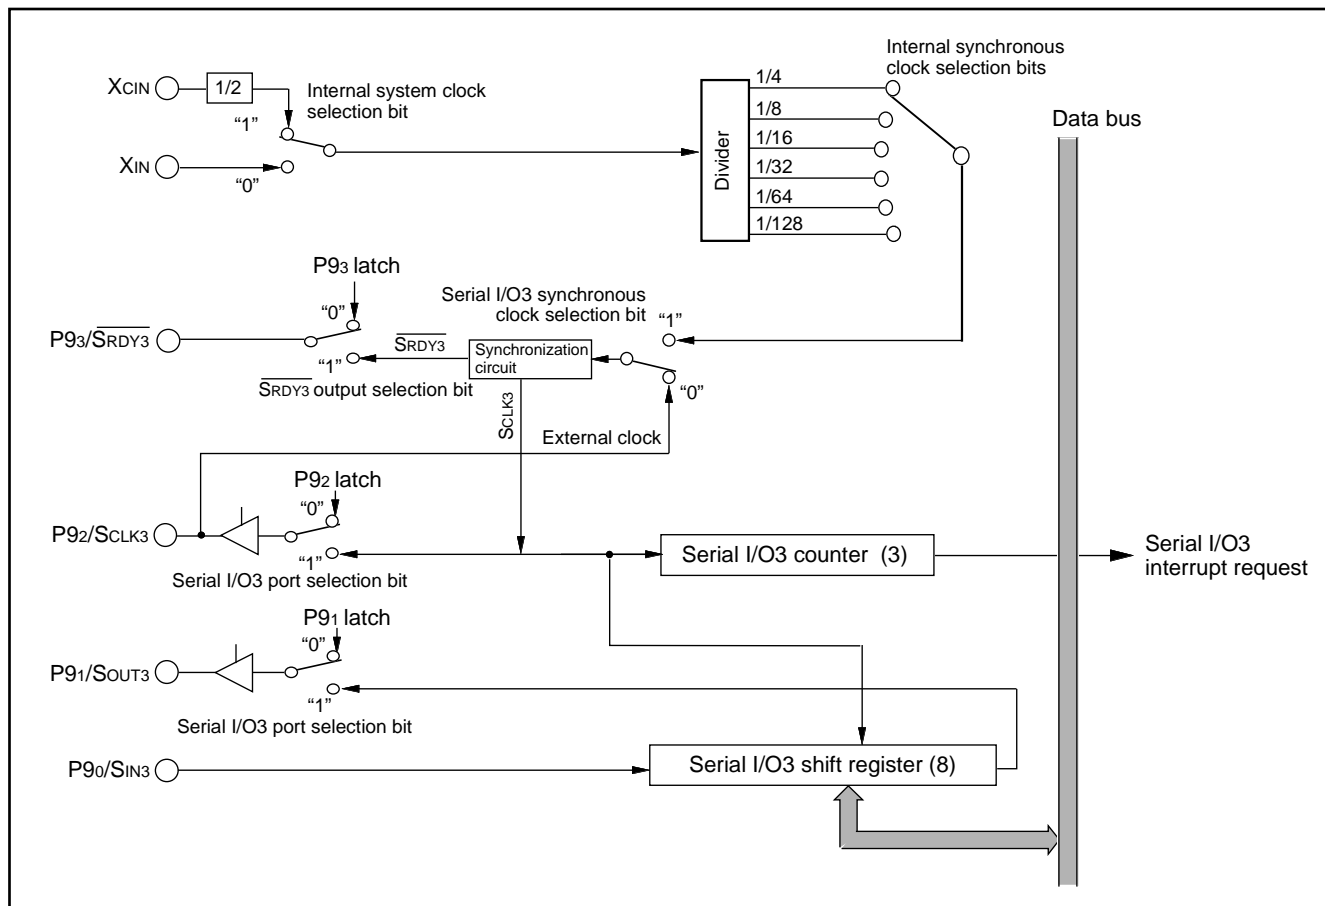 Internal synchronous
clock selection bits
XCIN
1/2
Internal system clock
selection bit
“1”
XIN
“0”
Divider
1/4
1/8
1/16
1/32
1/64
1/128
Data bus
P93 latch
“0”
P93/SRDY3
“1”
SRDY3
SRDY3 output selection bit
Serial I/O3 synchronous
clock selection bit
“1”
Synchronization
circuit
“0”
SCLK3
External clock
P92 latch
“0”
P92/SCLK3
“1”
Serial I/O3 port selection bit
Serial I/O3 counter (3)
Serial I/O3
interrupt request
P91 latch
“0”
P91/SOUT3
“1”
Serial I/O3 port selection bit
P90/SIN3
Serial I/O3 shift register (8)